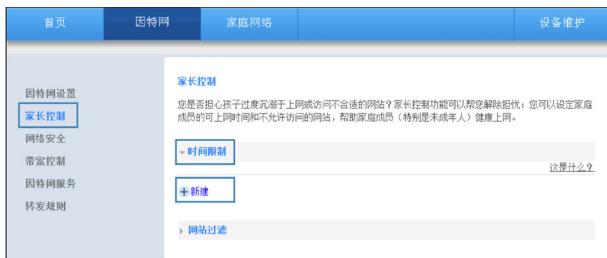 首页 因特网 家庭网络 设备维护
因特网设置
家长控制
网络安全
带宽控制
因特网服务
转发规则
家长控制
您是否担心孩子过度沉溺于上网或访问不合适的网站？家长控制功能可以帮您解除担忧：您可以设定家庭
成员的可上网时间和不允许访问的网站，帮助家庭成员（特别是未成年人）健康上网。
时间限制
这是什么？
新建
网站过滤